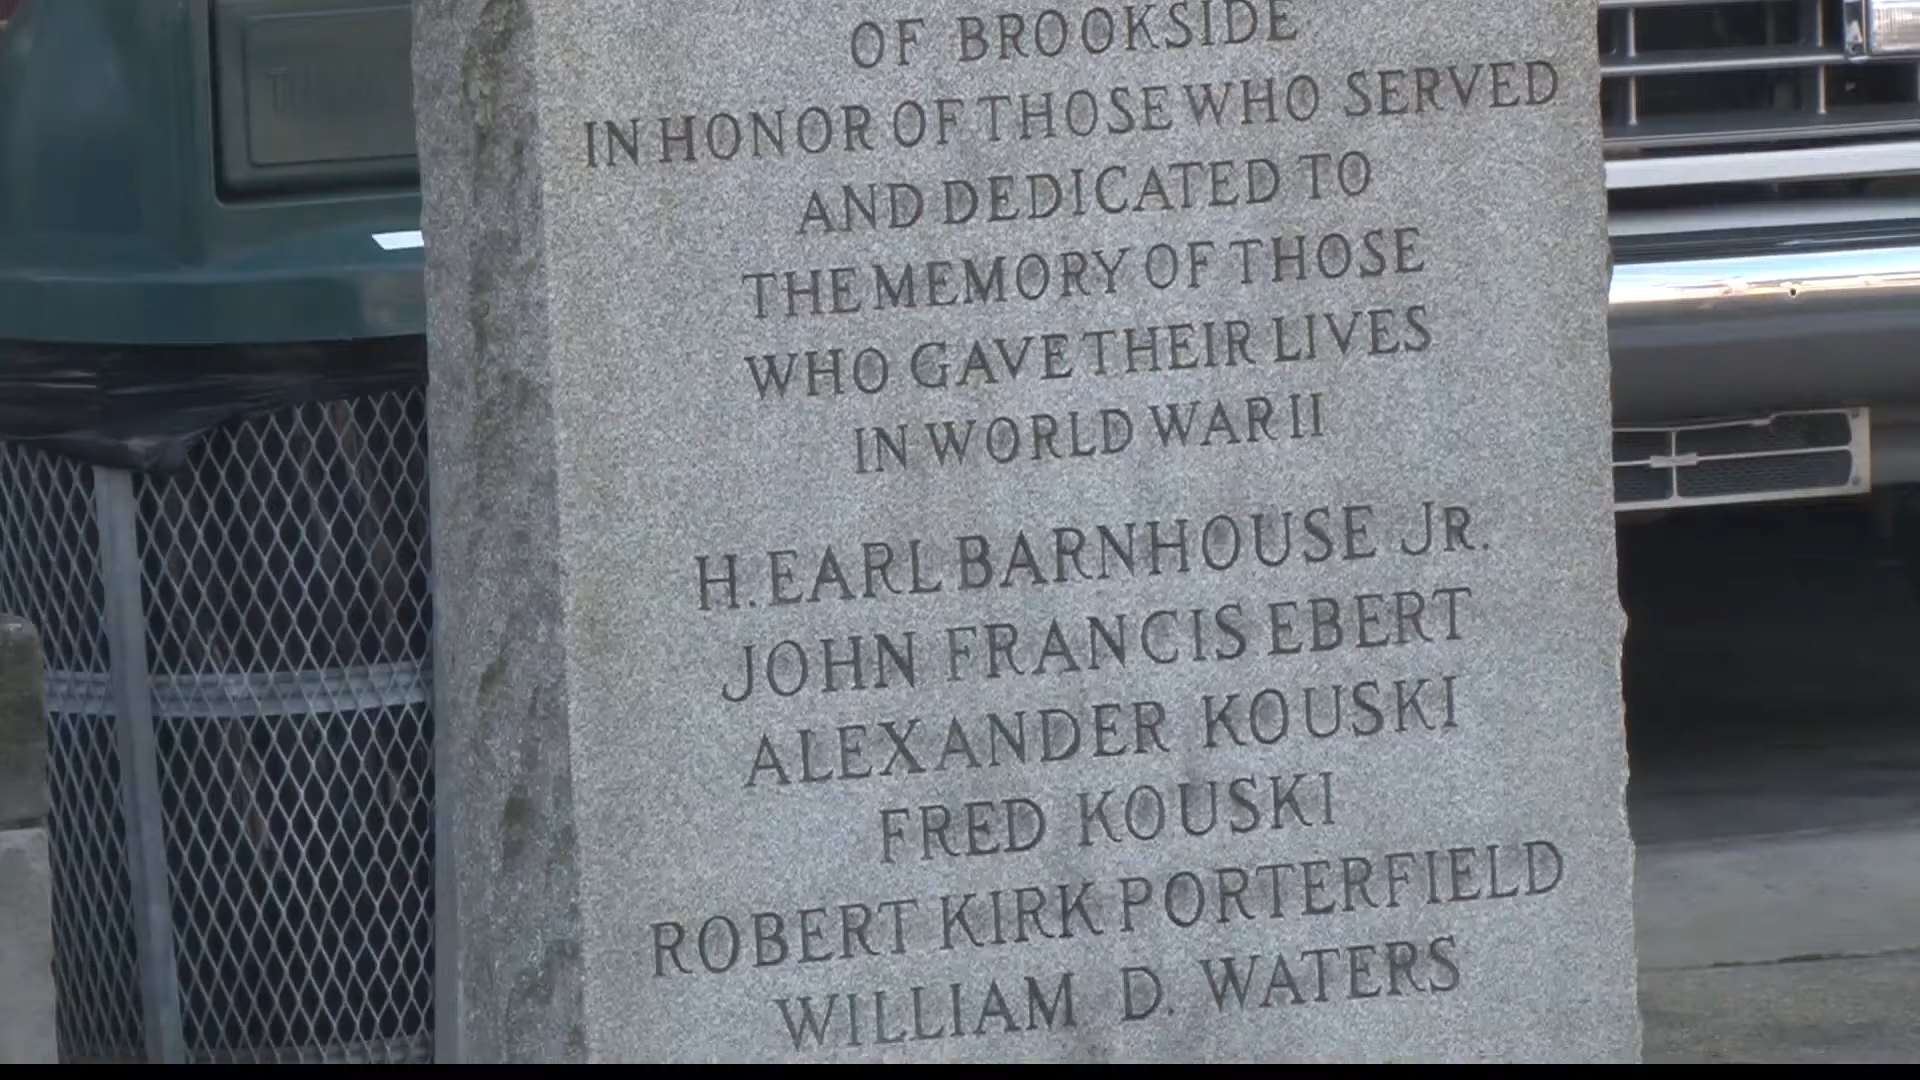 OF BROOKSIDE
IN HONOR OF THOSE WHO SERVED
AND DEDICATED TO
THE MEMORY OF THOSE
WHO GAVE THEIR LIVES
IN WORLD WAR II
H. EARL BARNHOUSE JR.
JOHN FRANCIS EBERT
ALEXANDER KOUSKI
FRED KOUSKI
ROBERT KIRK PORTERFIELD
WILLIAM D. WATERS